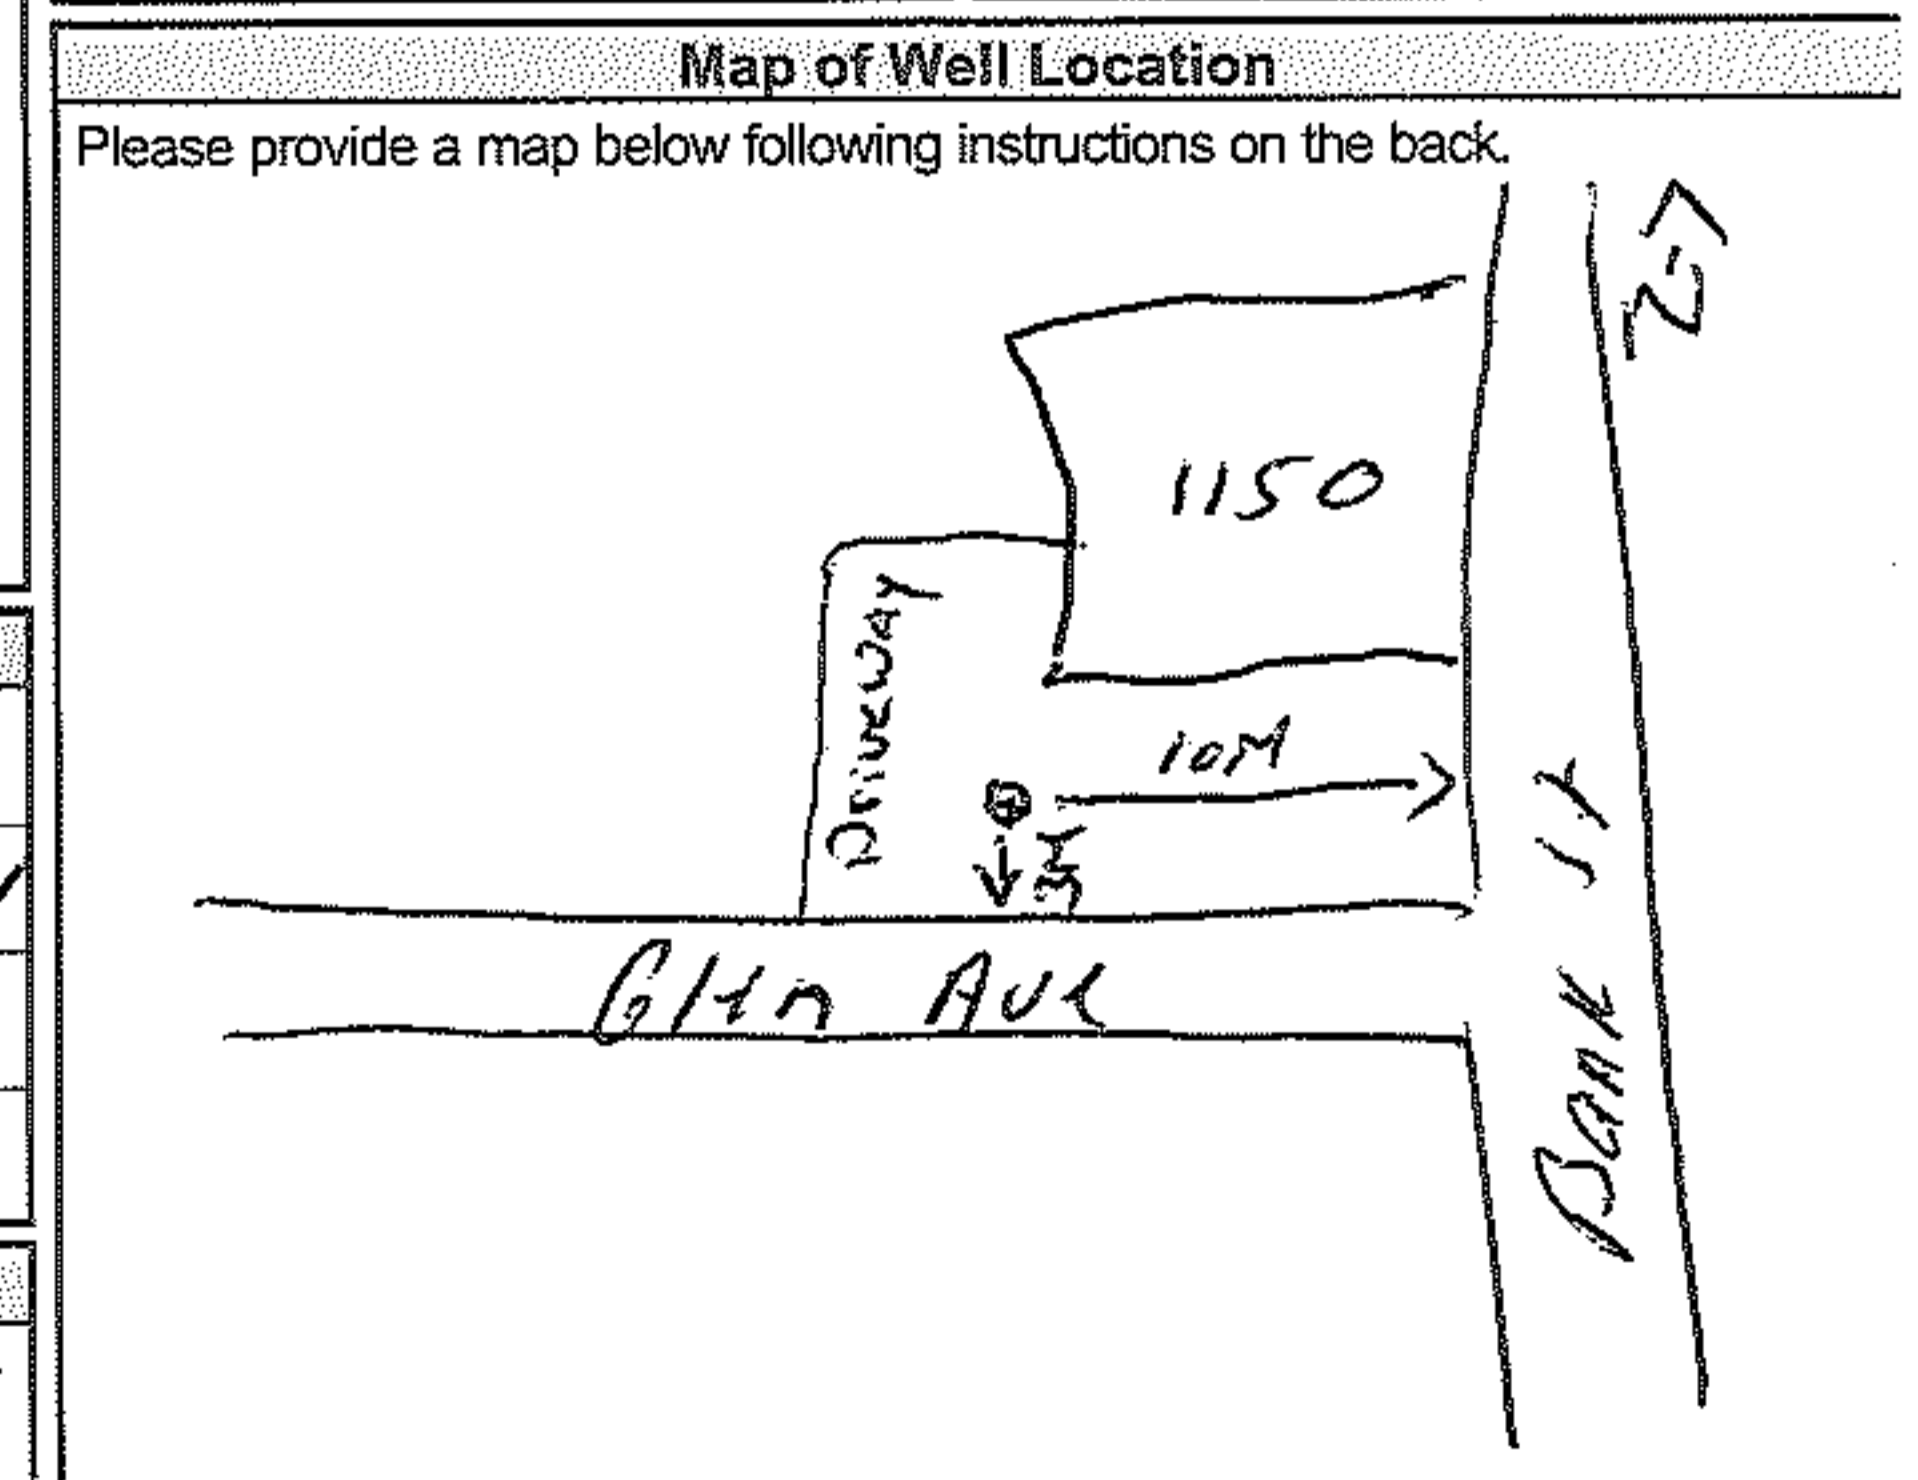 Map of Well Location
Please provide a map below following instructions on the back.
N
1150
Driveway
10M
3M
Glen Ave
Bank St